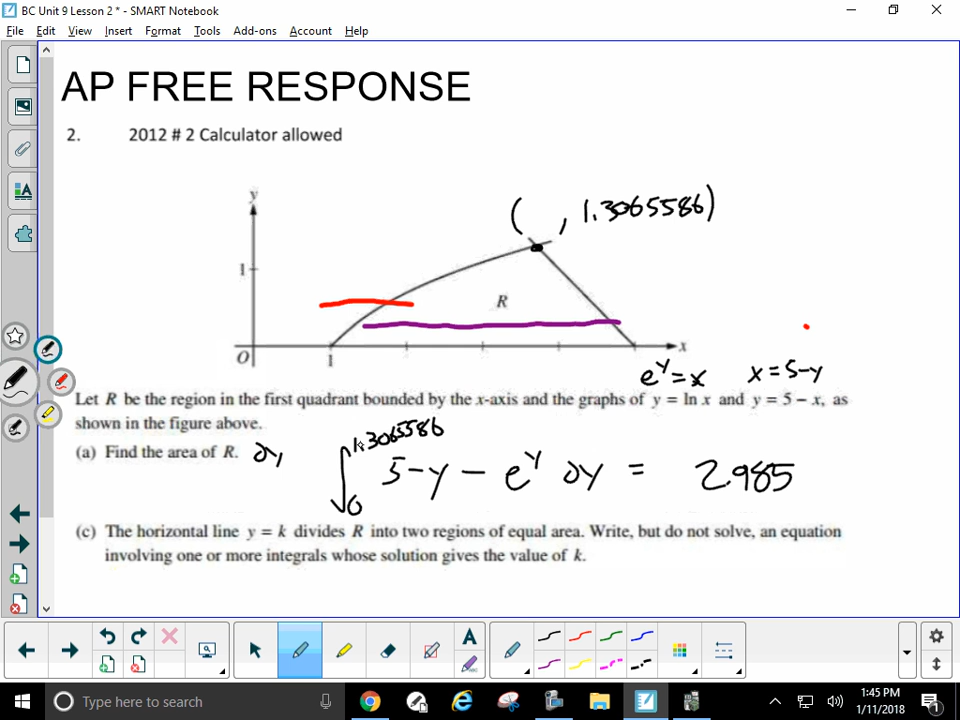 BC Unit 9 Lesson 2 * - SMART Notebook
File Edit View Insert Format Tools Add-ons Account Help
AP FREE RESPONSE
2. 2012 # 2 Calculator allowed
y
( , 1.3065586)
1
R
O 1 x
e^y = x x = 5-y
Let R be the region in the first quadrant bounded by the x-axis and the graphs of y = ln x and y = 5 – x, as
shown in the figure above.
(a) Find the area of R. dy
∫_0^1.3065586 5-y - e^y dy = 2.985
(c) The horizontal line y = k divides R into two regions of equal area. Write, but do not solve, an equation
involving one or more integrals whose solution gives the value of k.
A
Type here to search
1:45 PM
1/11/2018
1